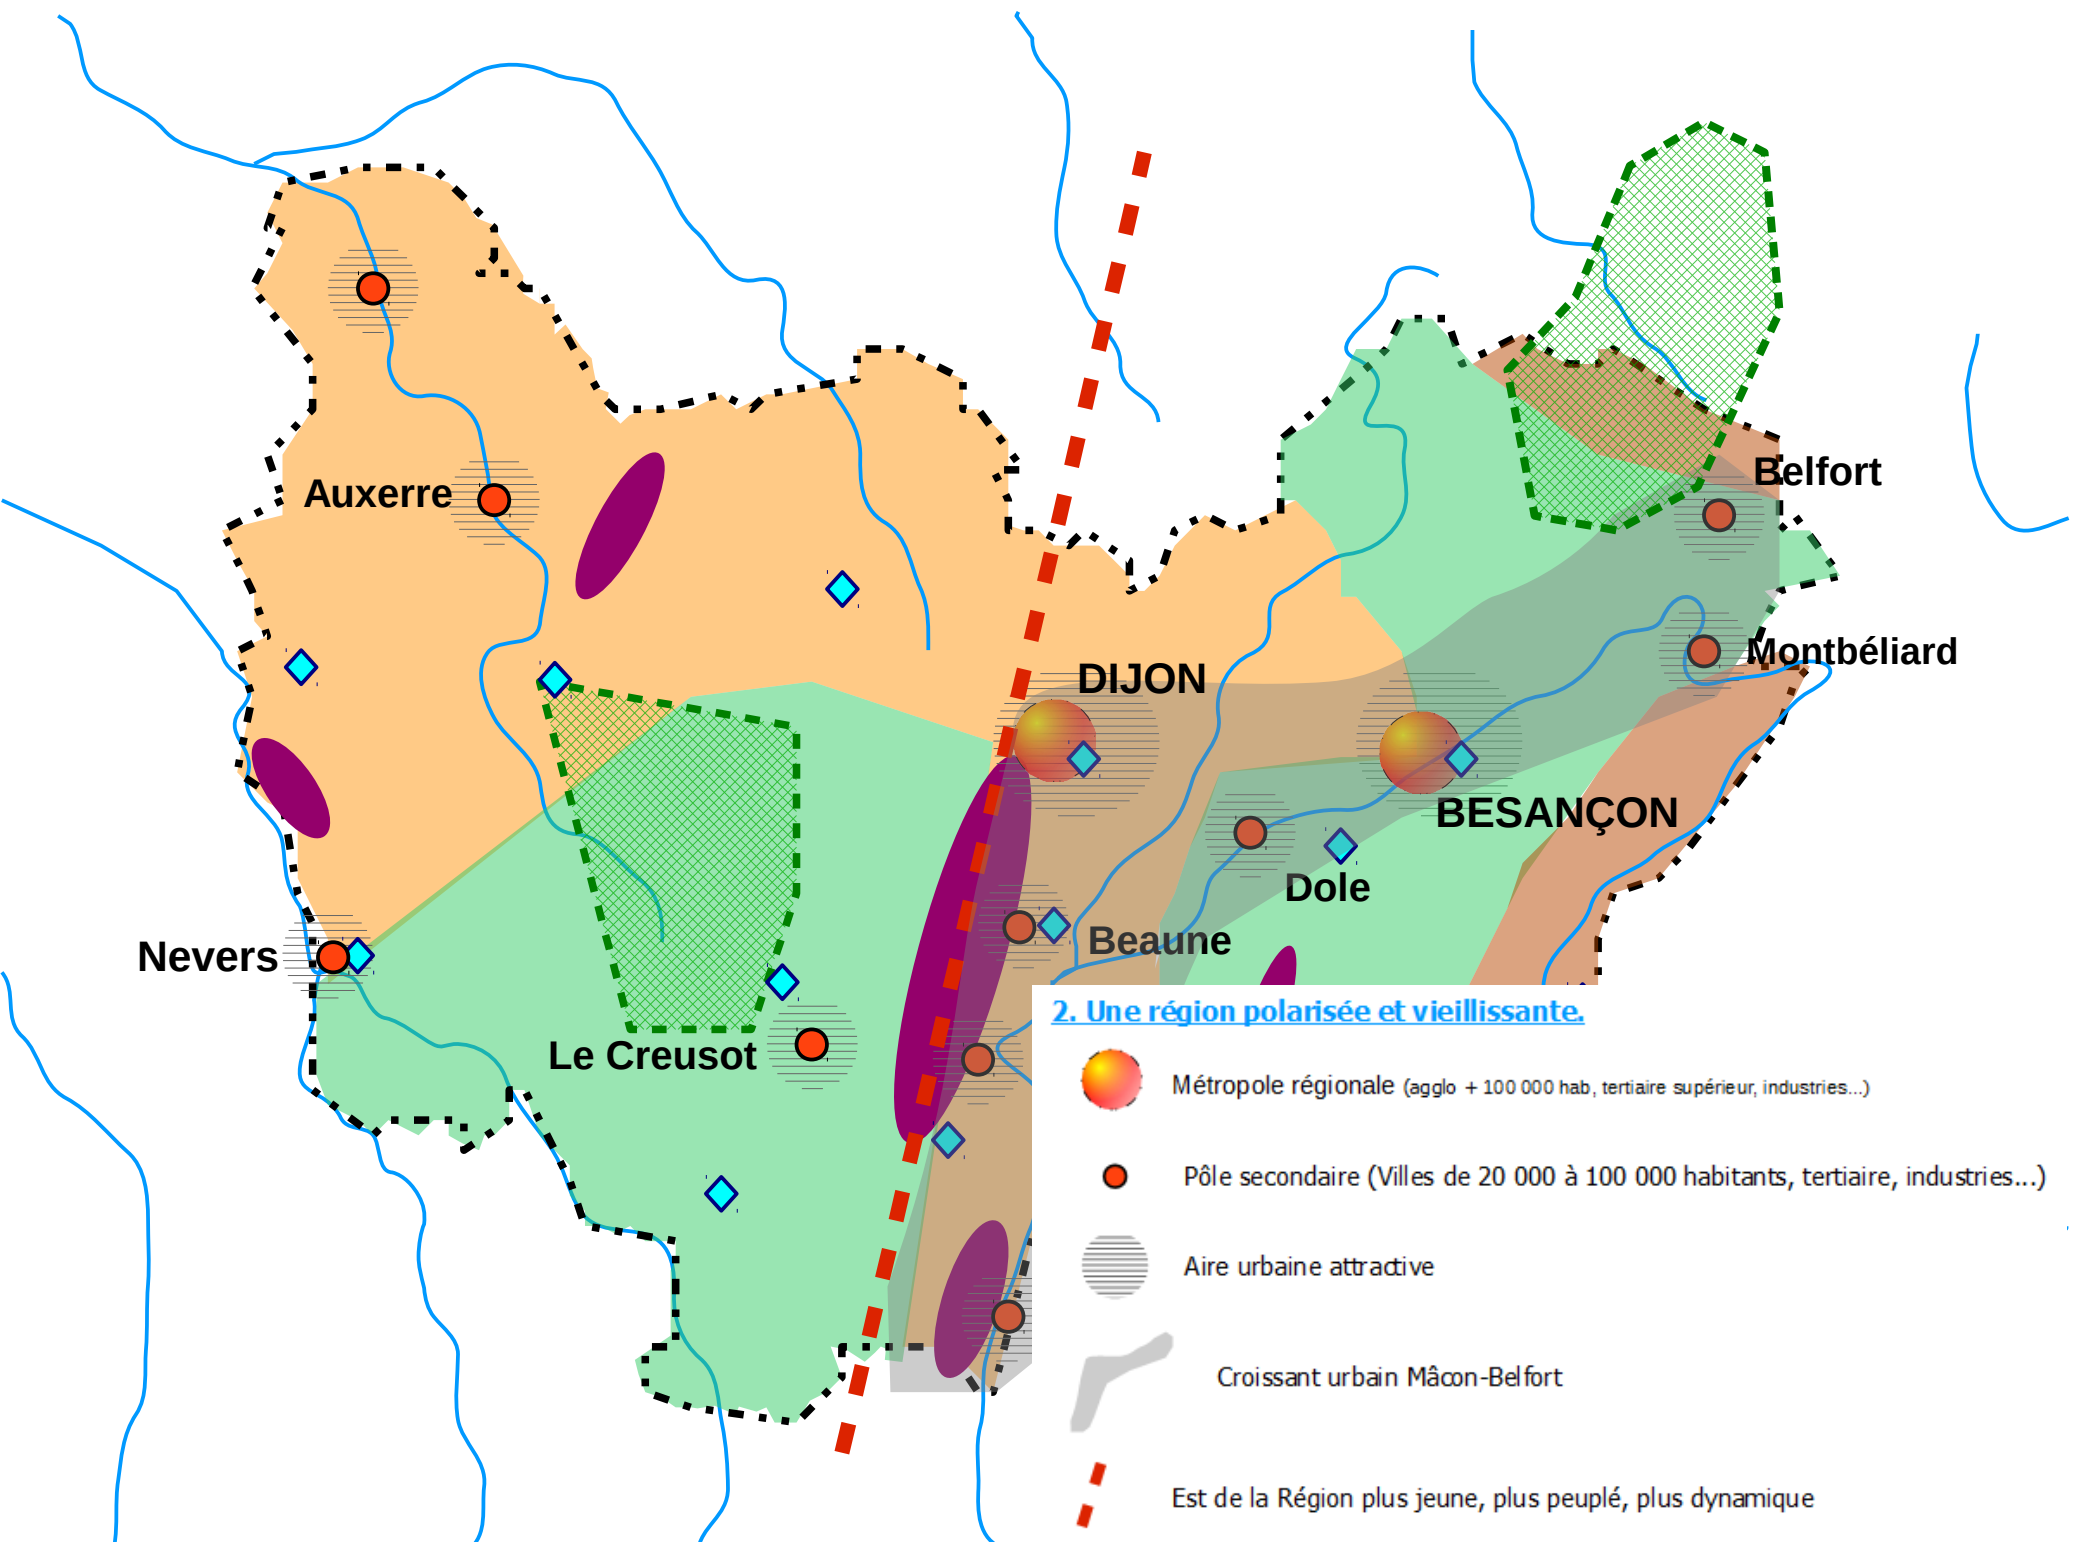 Auxerre
Belfort
Montbéliard
DIJON
BESANÇON
Dole
Beaune
Nevers
Le Creusot
2. Une région polarisée et vieillissante.
Métropole régionale (agglo + 100 000 hab, tertiaire supérieur, industries...)
Pôle secondaire (Villes de 20 000 à 100 000 habitants, tertiaire, industries...)
Aire urbaine attractive
Croissant urbain Mâcon-Belfort
Est de la Région plus jeune, plus peuplé, plus dynamique